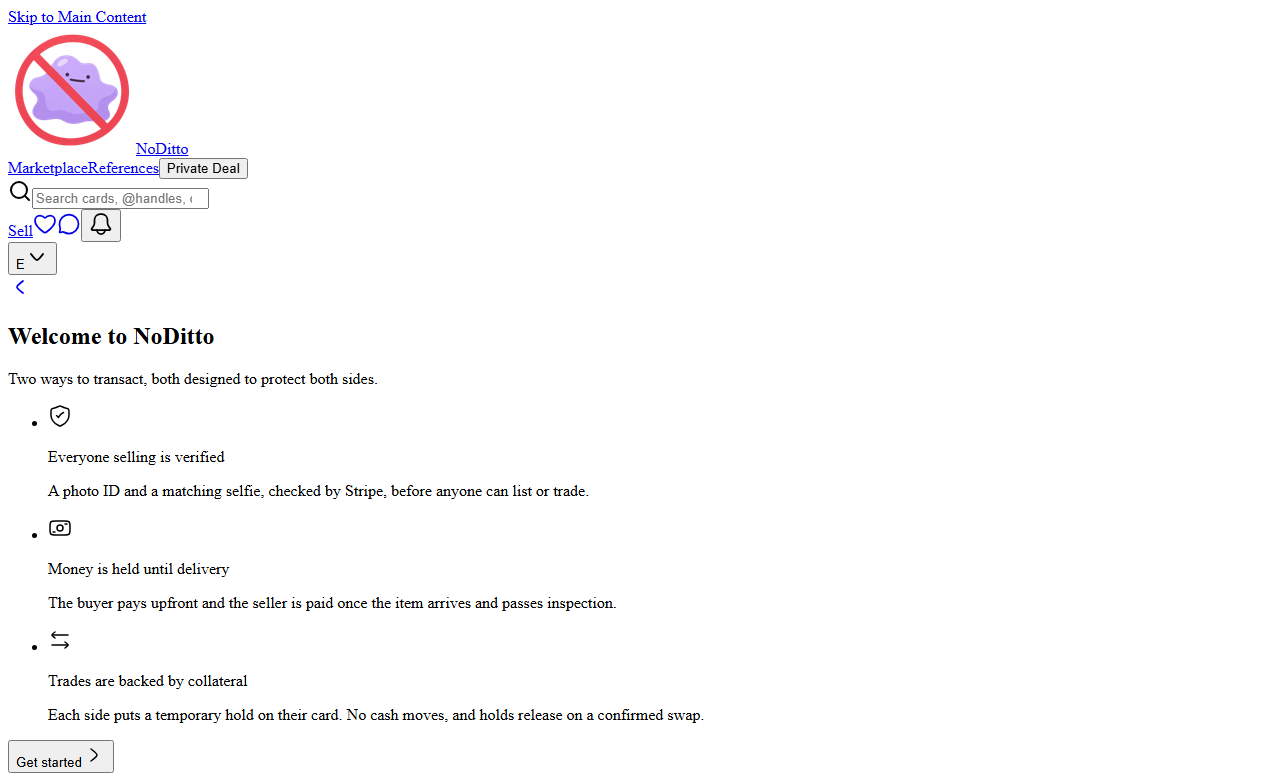 Skip to Main Content
NoDitto
MarketplaceReferences Private Deal
Search cards, @handles,
Sell
E
Welcome to NoDitto
Two ways to transact, both designed to protect both sides.
Everyone selling is verified
A photo ID and a matching selfie, checked by Stripe, before anyone can list or trade.
Money is held until delivery
The buyer pays upfront and the seller is paid once the item arrives and passes inspection.
Trades are backed by collateral
Each side puts a temporary hold on their card. No cash moves, and holds release on a confirmed swap.
Get started